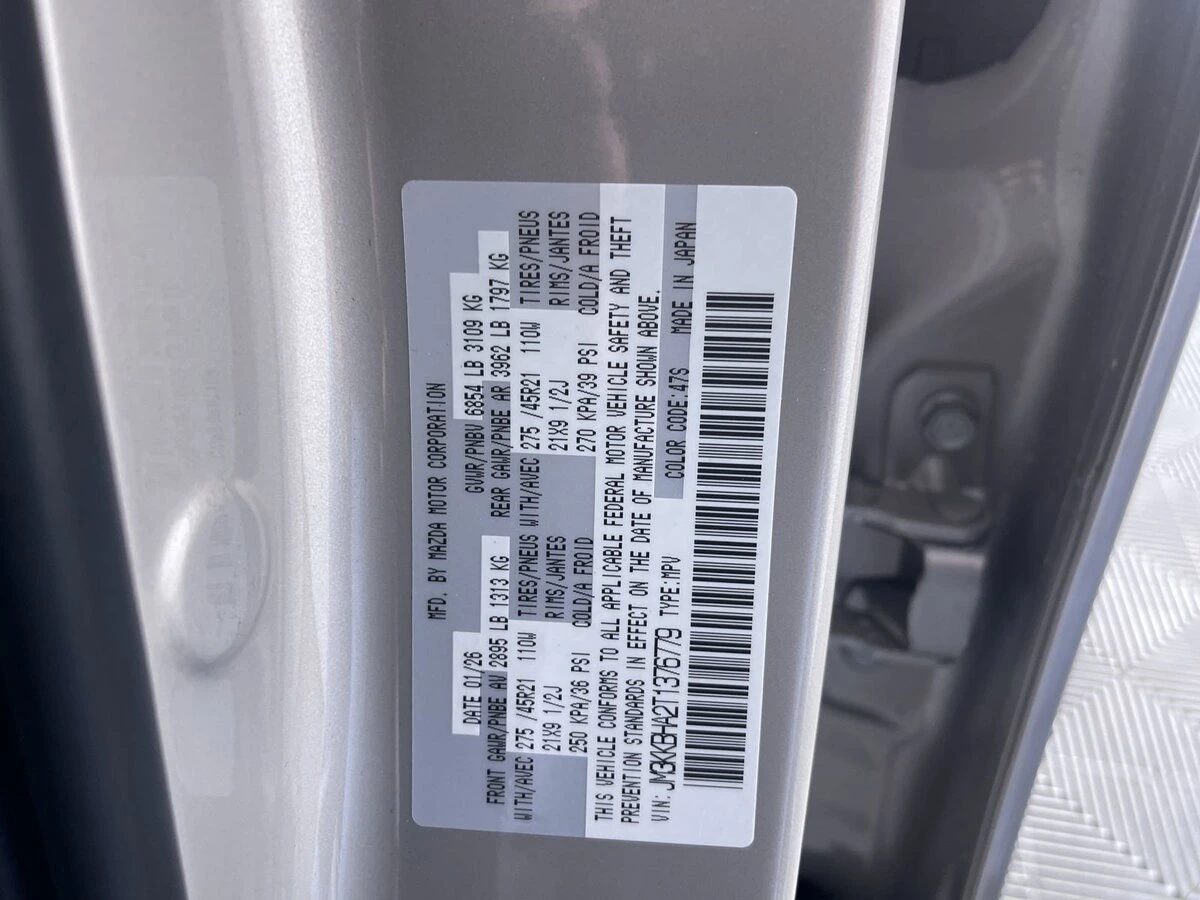 MFD. BY MAZDA MOTOR CORPORATION
DATE 01/26 GVWR/PNBV 6854 LB 3109 KG
FRONT GAWR/PNBE AV 2895 LB 1313 KG REAR GAWR/PNBE AR 3962 LB 1797 KG
WITH/AVEC 275 /45R21 110W TIRES/PNEUS WITH/AVEC 275 /45R21 110W TIRES/PNEUS
21X9 1/2J RIMS/JANTES 21X9 1/2J RIMS/JANTES
250 KPA/36 PSI COLD/A FROID 270 KPA/39 PSI COLD/A FROID
THIS VEHICLE CONFORMS TO ALL APPLICABLE FEDERAL MOTOR VEHICLE SAFETY AND THEFT
PREVENTION STANDARDS IN EFFECT ON THE DATE OF MANUFACTURE SHOWN ABOVE.
VIN: JM3KKBHA2T1376779 TYPE:MPV COLOR CODE:47S MADE IN JAPAN